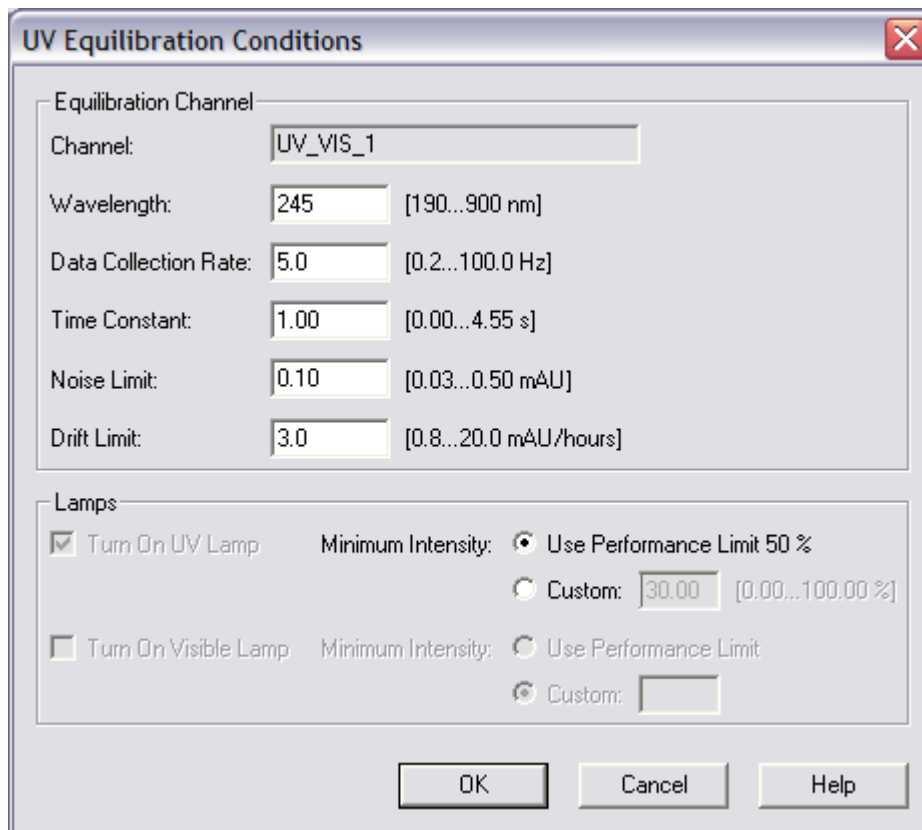 UV Equilibration Conditions
Equilibration Channel
Channel: UV_VIS_1
Wavelength: 245 [190...900 nm]
Data Collection Rate: 5.0 [0.2...100.0 Hz]
Time Constant: 1.00 [0.00...4.55 s]
Noise Limit: 0.10 [0.03...0.50 mAU]
Drift Limit: 3.0 [0.8...20.0 mAU/hours]
Lamps
Turn On UV Lamp Minimum Intensity: Use Performance Limit 50 %
Custom: 30.00 [0.00...100.00 %]
Turn On Visible Lamp Minimum Intensity: Use Performance Limit
Custom:
OK Cancel Help